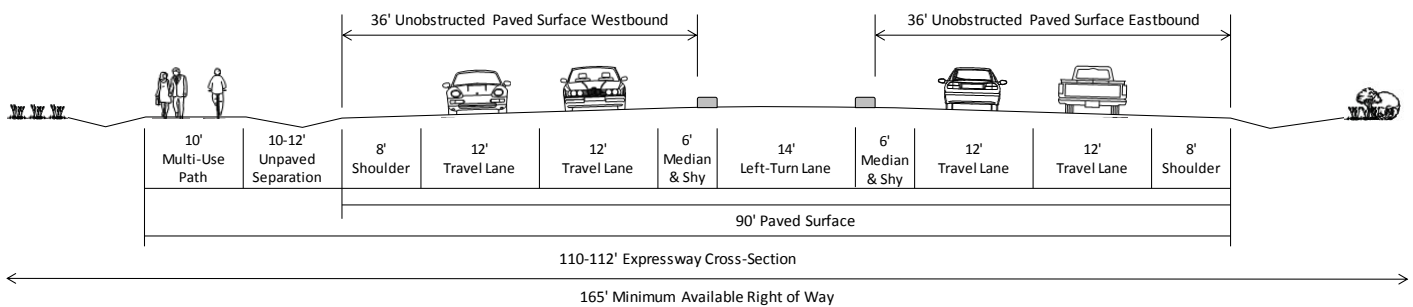 36' Unobstructed Paved Surface Westbound
36' Unobstructed Paved Surface Eastbound
10'
Multi-Use
Path
10-12'
Unpaved
Separation
8'
Shoulder
12'
Travel Lane
12'
Travel Lane
6'
Median
& Shy
14'
Left-Turn Lane
6'
Median
& Shy
12'
Travel Lane
12'
Travel Lane
8'
Shoulder
90' Paved Surface
110-112' Expressway Cross-Section
165' Minimum Available Right of Way